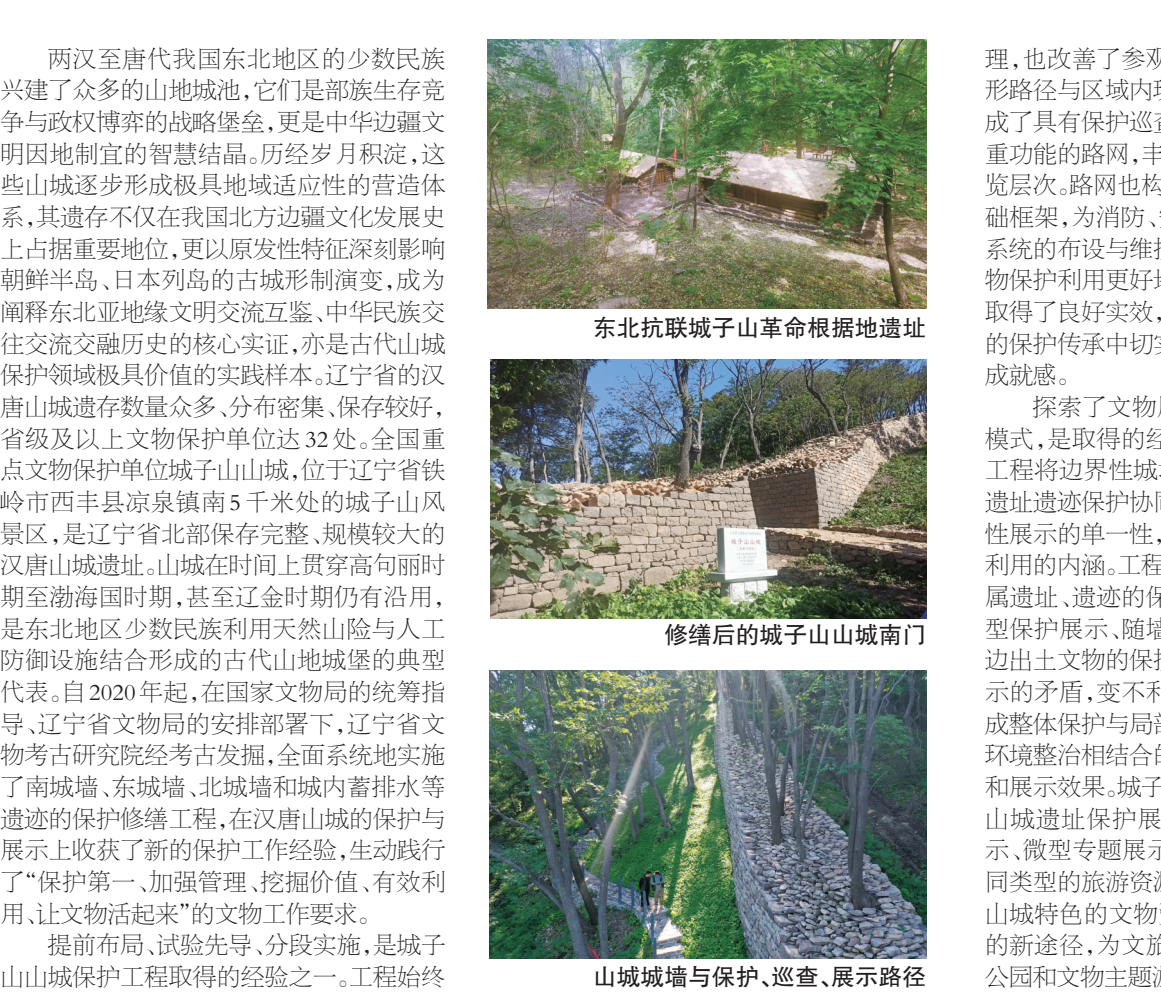 两汉至唐代我国东北地区的少数民族
兴建了众多的山地城池,它们是部族生存竞
争与政权博弈的战略堡垒,更是中华边疆文
明因地制宜的智慧结晶。历经岁月积淀,这
些山城逐步形成极具地域适应性的营造体
系,其遗存不仅在我国北方边疆文化发展史
上占据重要地位,更以原发性特征深刻影响
朝鲜半岛、日本列岛的古城形制演变,成为
阐释东北亚地缘文明交流互鉴、中华民族交
往交流交融历史的核心实证,亦是古代山城
保护领域极具价值的实践样本。辽宁省的汉
唐山城遗存数量众多、分布密集、保存较好,
省级及以上文物保护单位达32处。全国重
点文物保护单位城子山山城,位于辽宁省铁
岭市西丰县凉泉镇南5千米处的城子山风
景区,是辽宁省北部保存完整、规模较大的
汉唐山城遗址。山城在时间上贯穿高句丽时
期至渤海国时期,甚至辽金时期仍有沿用,
是东北地区少数民族利用天然山险与人工
防御设施结合形成的古代山地城堡的典型
代表。自2020年起,在国家文物局的统筹指
导、辽宁省文物局的安排部署下,辽宁省文
物考古研究院经考古发掘,全面系统地实施
了南城墙、东城墙、北城墙和城内蓄排水等
遗迹的保护修缮工程,在汉唐山城的保护与
展示上收获了新的保护工作经验,生动践行
了“保护第一、加强管理、挖掘价值、有效利
用、让文物活起来”的文物工作要求。
提前布局、试验先导、分段实施,是城子
山山城保护工程取得的经验之一。工程始终
东北抗联城子山革命根据地遗址
城子山山城
修缮后的城子山山城南门
山城城墙与保护、巡查、展示路径
理,也改善了参观
形路径与区域内现
成了具有保护巡查
重功能的路网,丰
览层次。路网也构
础框架,为消防、
系统的布设与维
物保护利用更好
取得了良好实效,
的保护传承中切实
成就感。
探索了文物
模式,是取得的经
工程将边界性城
遗址遗迹保护协同
性展示的单一性,
利用的内涵。工程
属遗址、遗迹的保
型保护展示、随墙
边出土文物的保
示的矛盾,变不利
成整体保护与局部
环境整治相结合的
和展示效果。城子
山城遗址保护展
示、微型专题展示
同类型的旅游资源
山城特色的文物
的新途径,为文旅
公园和文物主题游